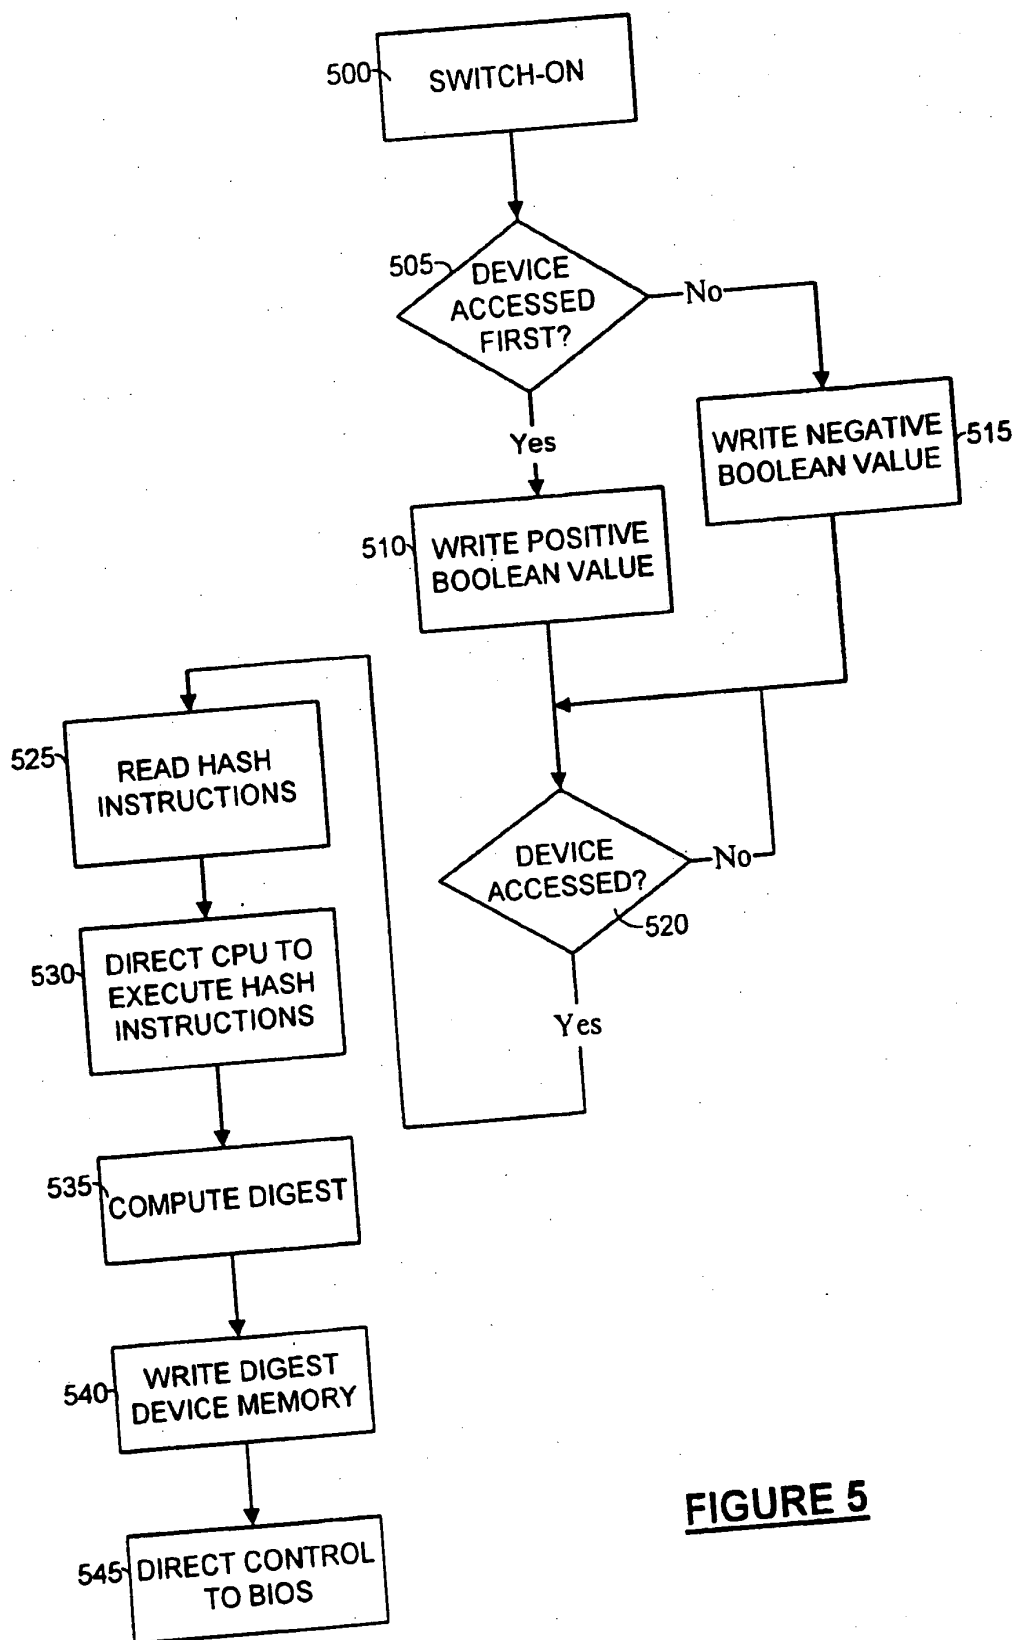 500
SWITCH-ON
505
DEVICE
ACCESSED
FIRST?
No
Yes
WRITE NEGATIVE
BOOLEAN VALUE
515
510
WRITE POSITIVE
BOOLEAN VALUE
525
READ HASH
INSTRUCTIONS
DEVICE
ACCESSED?
No
520
530
DIRECT CPU TO
EXECUTE HASH
INSTRUCTIONS
Yes
535
COMPUTE DIGEST
540
WRITE DIGEST
DEVICE MEMORY
545
DIRECT CONTROL
TO BIOS
FIGURE 5